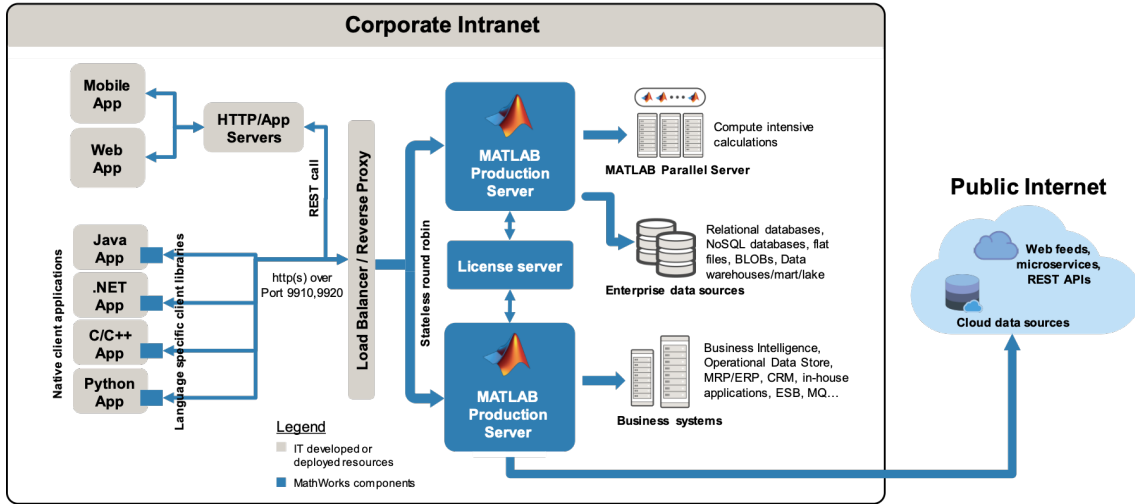 Corporate Intranet
Mobile
App
Web
App
HTTP/App
Servers
REST call
Native client applications
Java
App
.NET
App
C/C++
App
Python
App
Language specific client libraries
http(s) over
Port 9910,9920
Load Balancer / Reverse Proxy
Stateless round robin
MATLAB
Production
Server
License server
MATLAB
Production
Server
Compute intensive
calculations
MATLAB Parallel Server
Relational databases,
NoSQL databases, flat
files, BLOBs, Data
warehouses/mart/lake
Enterprise data sources
Business Intelligence,
Operational Data Store,
MRP/ERP, CRM, in-house
applications, ESB, MQ...
Business systems
Legend
IT developed or
deployed resources
MathWorks components
Public Internet
Web feeds,
microservices,
REST APIs
Cloud data sources